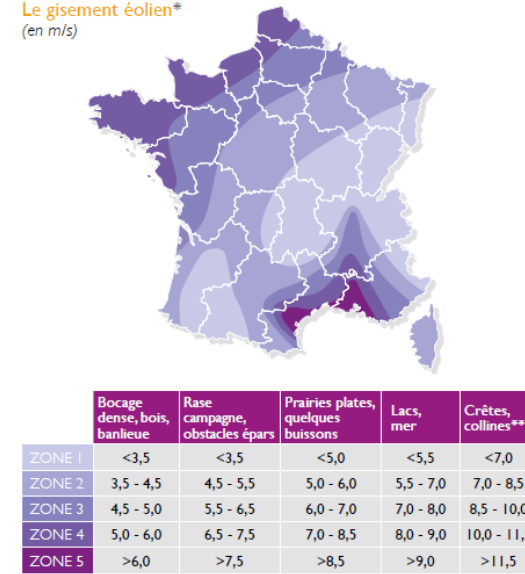 Le gisement éolien*
(en m/s)
Bocage dense, bois, banlieue | Rase campagne, obstacles épars | Prairies plates, quelques buissons | Lacs, mer | Crêtes, collines**
ZONE 1 <3,5 <3,5 <5,0 <5,5 <7,0
ZONE 2 3,5 - 4,5 4,5 - 5,5 5,0 - 6,0 5,5 - 7,0 7,0 - 8,5
ZONE 3 4,5 - 5,0 5,5 - 6,5 6,0 - 7,0 7,0 - 8,0 8,5 - 10,0
ZONE 4 5,0 - 6,0 6,5 - 7,5 7,0 - 8,5 8,0 - 9,0 10,0 - 11,
ZONE 5 >6,0 >7,5 >8,5 >9,0 >11,5